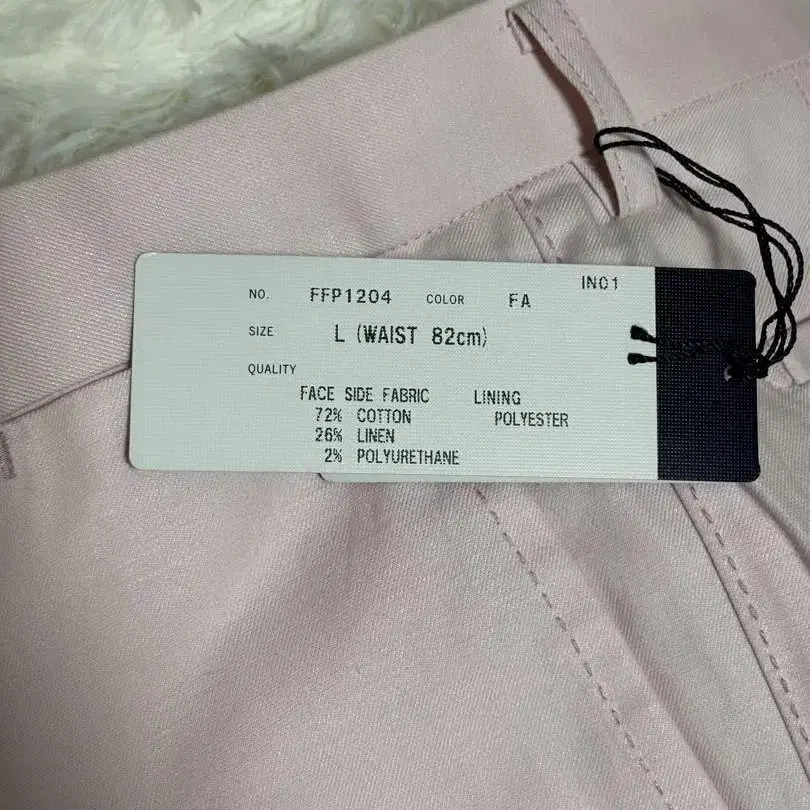 IN01
NO. FFP1204 COLOR FA
SIZE L (WAIST 82cm)
QUALITY
FACE SIDE FABRIC LINING
72% COTTON POLYESTER
26% LINEN
2% POLYURETHANE